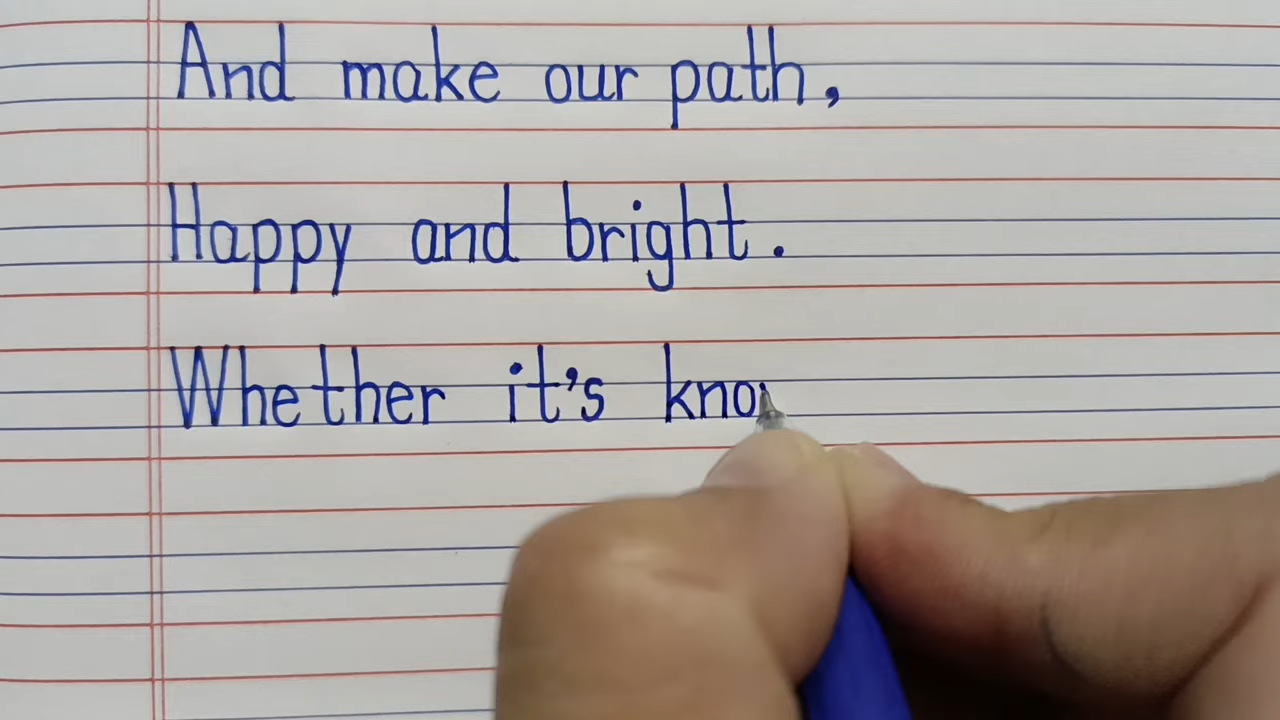 And make our path,
Happy and bright.
Whether it's kno